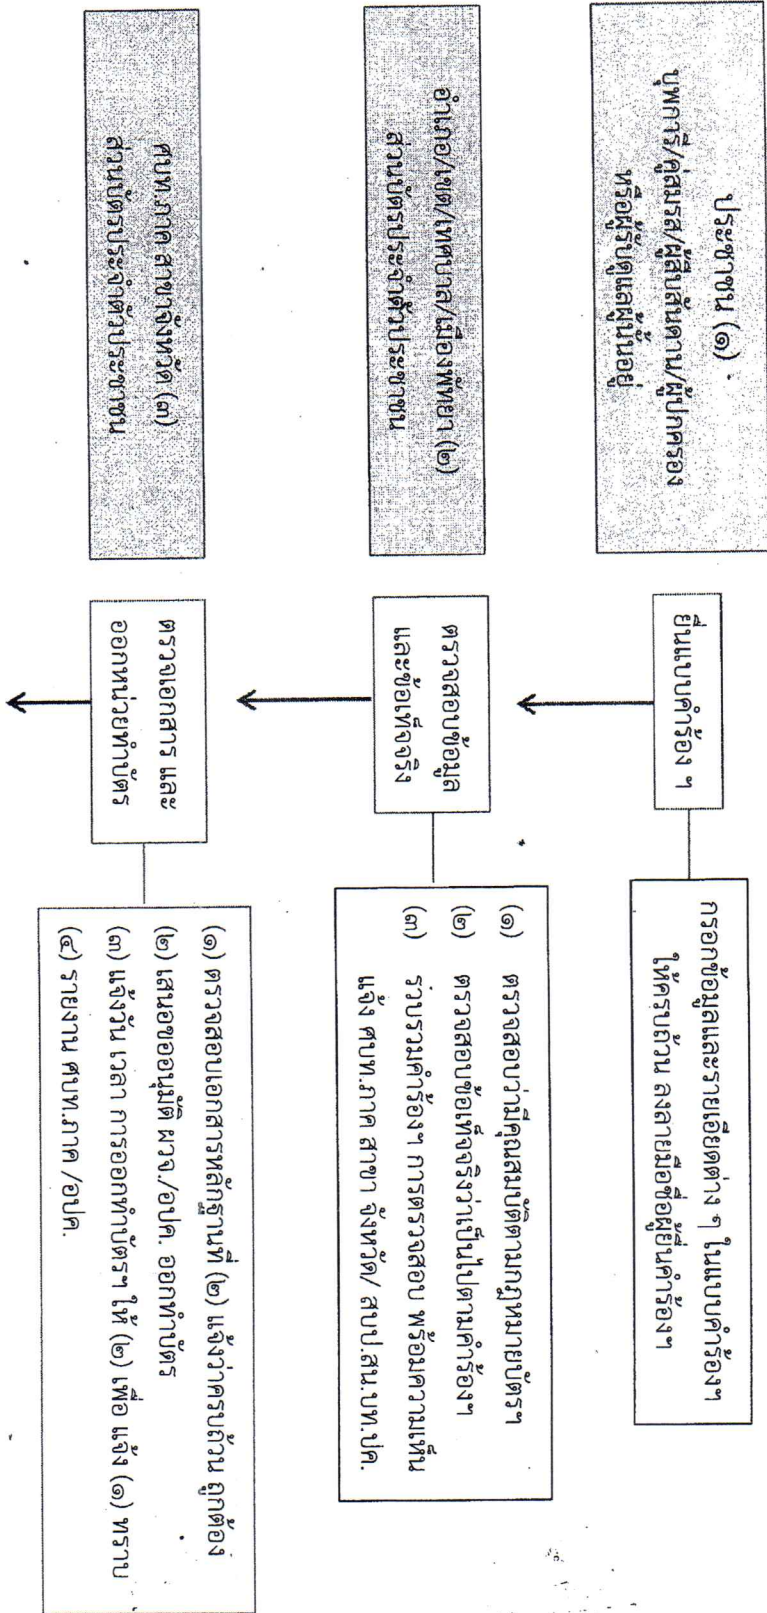 ประชาชน (๑)
บุพการี/คู่สมรส/ผู้สืบสันดาน/ผู้ปกครอง
หรือผู้รับดูแลผู้นั้นอยู่
ยื่นแบบคำร้อง ฯ
กรอกข้อมูลและรายเอียดต่าง ๆ ในแบบคำร้องฯ
ให้ครบถ้วน ลงลายมือชื่อผู้ยื่นคำร้องฯ
อำเภอ/เขต/เทศบาล/เมืองพัทยา (๒)
ส่วนบัตรประจำตัวประชาชน
ตรวจสอบข้อมูล
และข้อเท็จจริง
(๑) ตรวจสอบว่ามีคุณสมบัติตามกฎหมายบัตรฯ
(๒) ตรวจสอบข้อเท็จจริงว่าเป็นไปตามคำร้องฯ
(๓) รวบรวมคำร้องฯ การตรวจสอบ พร้อมความเห็น
แจ้ง ศบท.ภาค สาขา จังหวัด/ สบป.สน.บท.ปค.
ศบท.ภาค สาขาจังหวัด (๓)
ส่วนบัตรประจำตัวประชาชน
ตรวจเอกสาร และ
ออกหน่วยทำบัตร
(๑) ตรวจสอบเอกสารหลักฐานที่ (๒) แจ้งว่าครบถ้วน ถูกต้อง
(๒) เสนอขออนุมัติ ผวจ./อปค. ออกทำบัตร
(๓) แจ้งวัน เวลา การออกทำบัตรฯ ให้ (๒) เพื่อ แจ้ง (๑) ทราบ
(๔) รายงาน ศบท.ภาค /อปค.